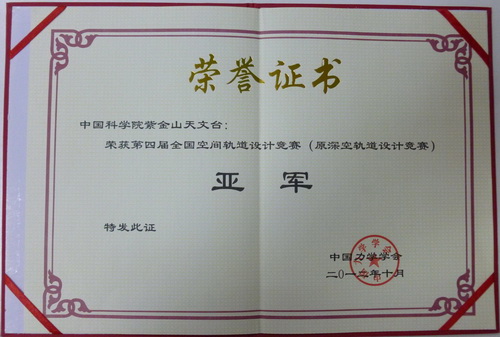 荣誉证书
中国科学院紫金山天文台：
荣获第四届全国空间轨道设计竞赛（原深空轨道设计竞赛）
亚军
特发此证
中国力学学会
二〇一二年十月